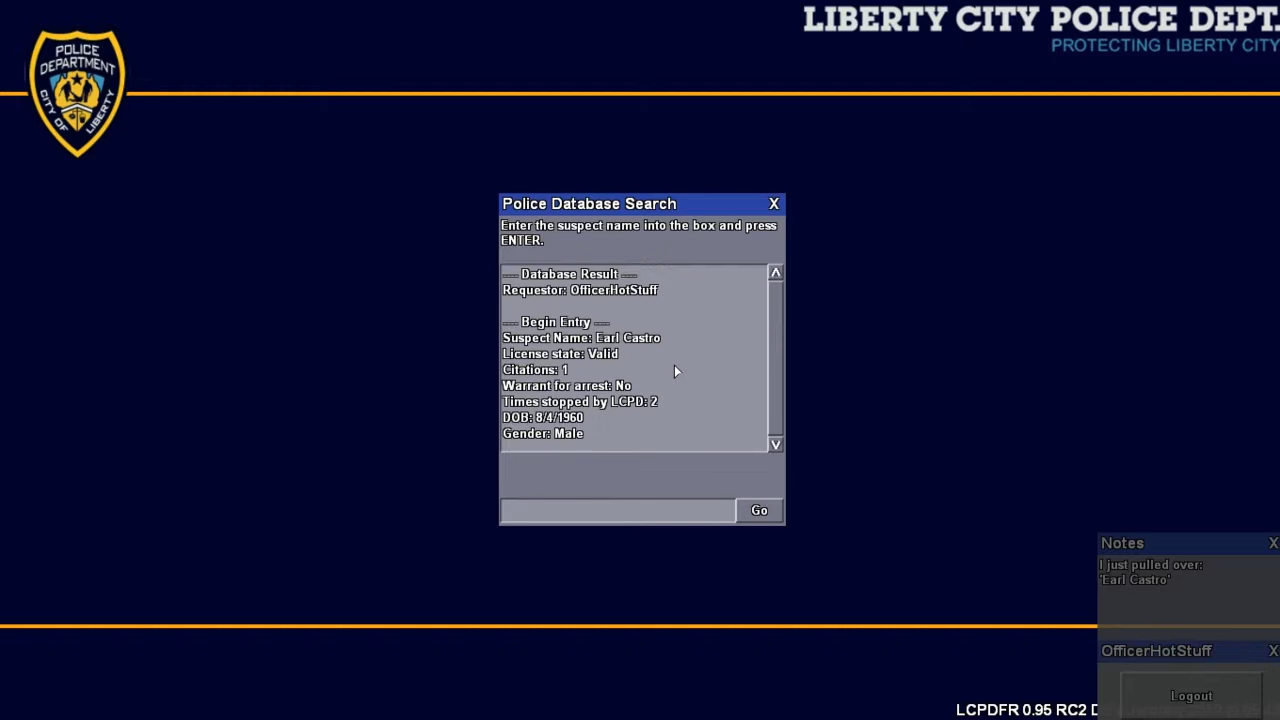 LIBERTY CITY POLICE DEPT.
PROTECTING LIBERTY CITY
POLICE
DEPARTMENT
CITY OF LIBERTY
Police Database Search X
Enter the suspect name into the box and press
ENTER.
--- Database Result ---
Requestor: OfficerHotStuff
--- Begin Entry ---
Suspect Name: Earl Castro
License state: Valid
Citations: 1
Warrant for arrest: No
Times stopped by LCPD: 2
DOB: 8/4/1960
Gender: Male
Go
Notes X
I just pulled over:
'Earl Castro'
OfficerHotStuff X
Logout
LCPDFR 0.95 RC2